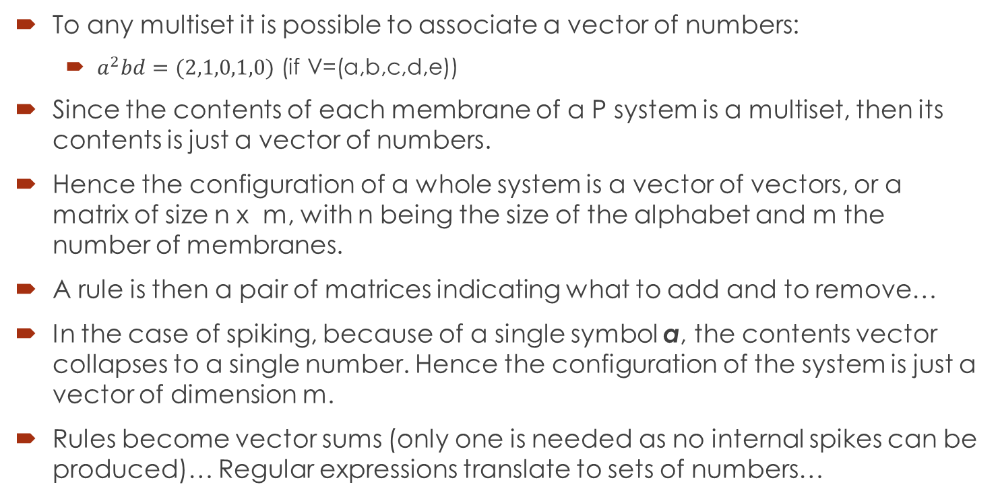 To any multiset it is possible to associate a vector of numbers:
a²bd = (2,1,0,1,0) (if V=(a,b,c,d,e))
Since the contents of each membrane of a P system is a multiset, then its
contents is just a vector of numbers.
Hence the configuration of a whole system is a vector of vectors, or a
matrix of size n x  m, with n being the size of the alphabet and m the
number of membranes.
A rule is then a pair of matrices indicating what to add and to remove…
In the case of spiking, because of a single symbol a, the contents vector
collapses to a single number. Hence the configuration of the system is just a
vector of dimension m.
Rules become vector sums (only one is needed as no internal spikes can be
produced)… Regular expressions translate to sets of numbers…